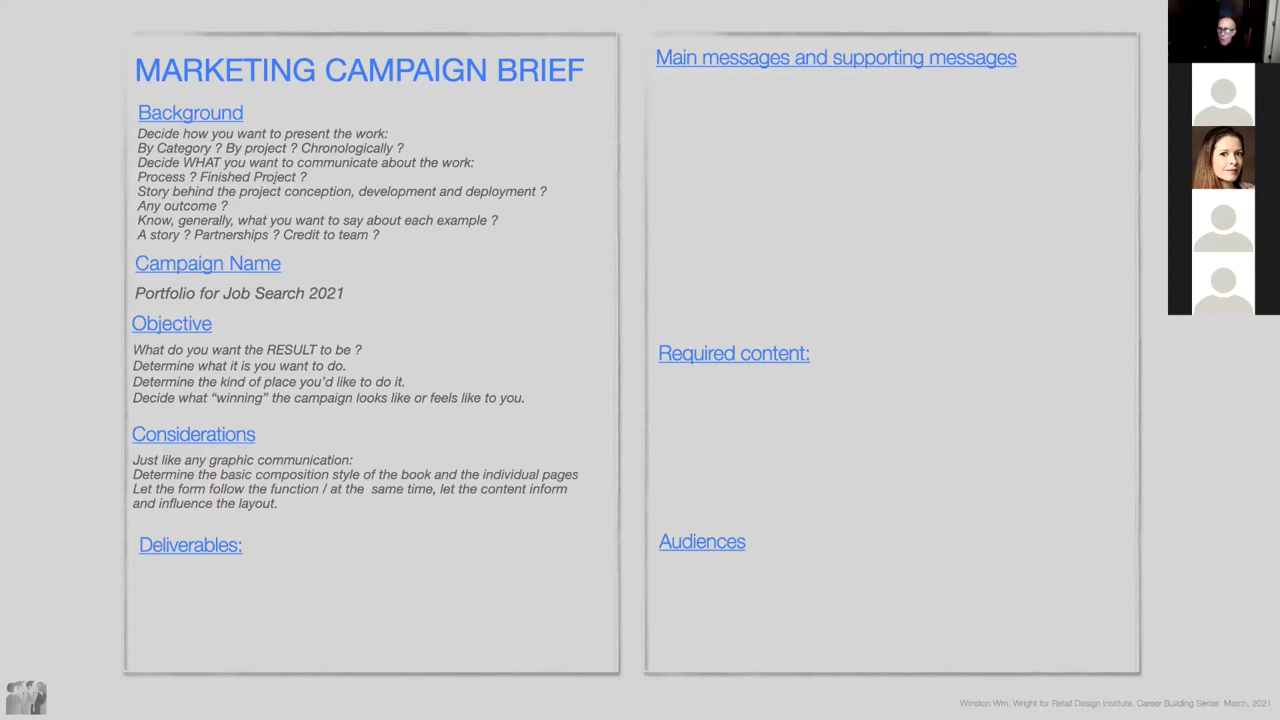 MARKETING CAMPAIGN BRIEF
Background
Decide how you want to present the work:
By Category ? By project ? Chronologically ?
Decide WHAT you want to communicate about the work:
Process ? Finished Project ?
Story behind the project conception, development and deployment ?
Any outcome ?
Know, generally, what you want to say about each example ?
A story ? Partnerships ? Credit to team ?
Campaign Name
Portfolio for Job Search 2021
Objective
What do you want the RESULT to be ?
Determine what it is you want to do.
Determine the kind of place you’d like to do it.
Decide what “winning” the campaign looks like or feels like to you.
Considerations
Just like any graphic communication:
Determine the basic composition style of the book and the individual pages
Let the form follow the function / at the  same time, let the content inform
and influence the layout.
Deliverables:
Main messages and supporting messages
Required content:
Audiences
Winston Wm. Wright for Retail Design Institute, Career Building Series  March, 2021